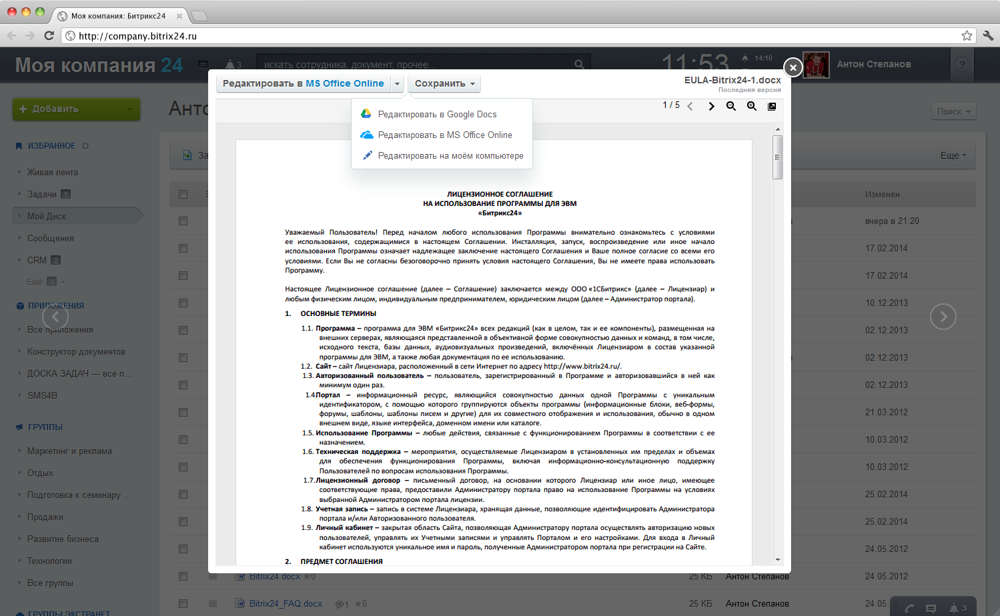 Моя компания: Битрикс24
http://company.bitrix24.ru
Моя компания 24
3
искать сотрудника, документ, прочее...
11:53
14:10
Антон Степанов
?
Добавить
Анто
Поиск
ИЗБРАННОЕ
Живая лента
Задачи 5
Мой Диск
Сообщения
CRM 2
Ещё 1
ПРИЛОЖЕНИЯ
Все приложения
Конструктор документов
ДОСКА ЗАДАЧ — все п...
SMS4B
ГРУППЫ
Маркетинг и реклама
Отдых
Подготовка к семинару ...
Продажи
Развитие бизнеса
Технологии
Все группы
ГРУППЫ ЭКСТРАНЕТ
За
Еще
Редактировать в MS Office Online
Сохранить
EULA-Bitrix24-1.docx
Последняя версия
1 / 5
Редактировать в Google Docs
Редактировать в MS Office Online
Редактировать на моём компьютере
ЛИЦЕНЗИОННОЕ СОГЛАШЕНИЕ
НА ИСПОЛЬЗОВАНИЕ ПРОГРАММЫ ДЛЯ ЭВМ
«Битрикс24»
Уважаемый Пользователь! Перед началом любого использования Программы внимательно ознакомьтесь с условиями
ее использования, содержащимися в настоящем Соглашении. Инсталляция, запуск, воспроизведение или иное начало
использования Программы означает надлежащее заключение настоящего Соглашения и Ваше полное согласие со всеми его
условиями. Если Вы не согласны безоговорочно принять условия настоящего Соглашения, Вы не имеете права использовать
Программу.
Настоящее Лицензионное соглашение (далее – Соглашение) заключается между ООО «1СБитрикс» (далее – Лицензиар) и
любым физическим лицом, индивидуальным предпринимателем, юридическим лицом (далее – Администратор портала).
1. ОСНОВНЫЕ ТЕРМИНЫ
1.1. Программа – программа для ЭВМ «Битрикс24» всех редакций (как в целом, так и ее компоненты), размещенная на
внешних серверах, являющаяся представленной в объективной форме совокупностью данных и команд, в том числе,
исходного текста, базы данных, аудиовизуальных произведений, включённых Лицензиаром в состав указанной
программы для ЭВМ, а также любая документация по ее использованию.
1.2. Сайт – сайт Лицензиара, расположенный в сети Интернет по адресу http://www.bitrix24.ru/.
1.3. Авторизованный пользователь – пользователь, зарегистрированный в Программе и авторизовавшийся в ней как
минимум один раз.
1.4 Портал – информационный ресурс, являющийся совокупностью данных одной Программы с уникальным
идентификатором, с помощью которого группируются объекты программы (информационные блоки, веб-формы,
форумы, шаблоны, шаблоны писем и другие) для их совместного отображения и использования, обычно в одном
внешнем виде, языке интерфейса, доменном имени или каталоге.
1.5. Использование Программы – любые действия, связанные с функционированием Программы в соответствии с ее
назначением.
1.6. Техническая поддержка – мероприятия, осуществляемые Лицензиаром в установленных им пределах и объемах
для обеспечения функционирования Программы, включая информационно-консультационную поддержку
Пользователей по вопросам использования Программы.
1.7. Лицензионный договор – письменный договор, на основании которого Лицензиар или иное лицо, имеющее
соответствующие права, предоставили Администратору портала право на использование Программы на условиях
выбранной Администратором портала лицензии.
1.8. Учетная запись – запись в системе Лицензиара, хранящая данные, позволяющие идентифицировать Администратора
портала и/или Авторизованного пользователя.
1.9. Личный кабинет – закрытая область Сайта, позволяющая Администратору портала осуществлять авторизацию новых
пользователей, управлять их Учетными записями и управлять Порталом и его настройками. Для входа в Личный
кабинет используются уникальное имя и пароль, полученные Администратором портала при регистрации на Сайте.
2. ПРЕДМЕТ СОГЛАШЕНИЯ
Изменен
вчера в 21:20
17.02.2014
17.02.2014
10.12.2013
02.12.2013
02.12.2013
02.12.2013
21.03.2012
10.03.2012
10.03.2012
25.02.2014
25.02.2014
24.05.2012
Bitrix24.docx 0 25 КБ Антон Степанов 24.05.2012
Bitrix24_FAQ.docx 1 0 25 КБ Антон Степанов 24.05.
3